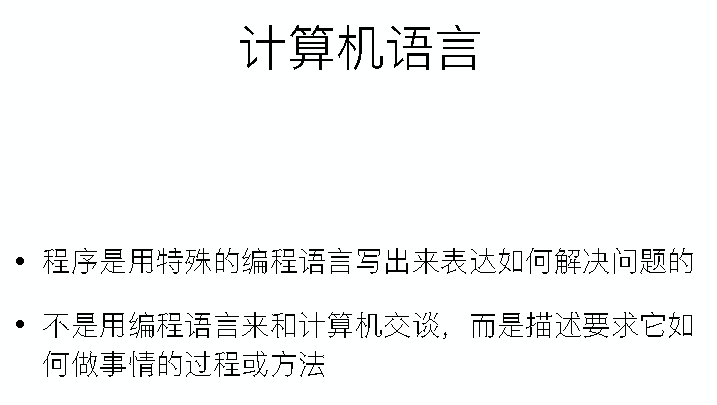 计算机语言
• 程序是用特殊的编程语言写出来表达如何解决问题的
• 不是用编程语言来和计算机交谈，而是描述要求它如
何做事情的过程或方法